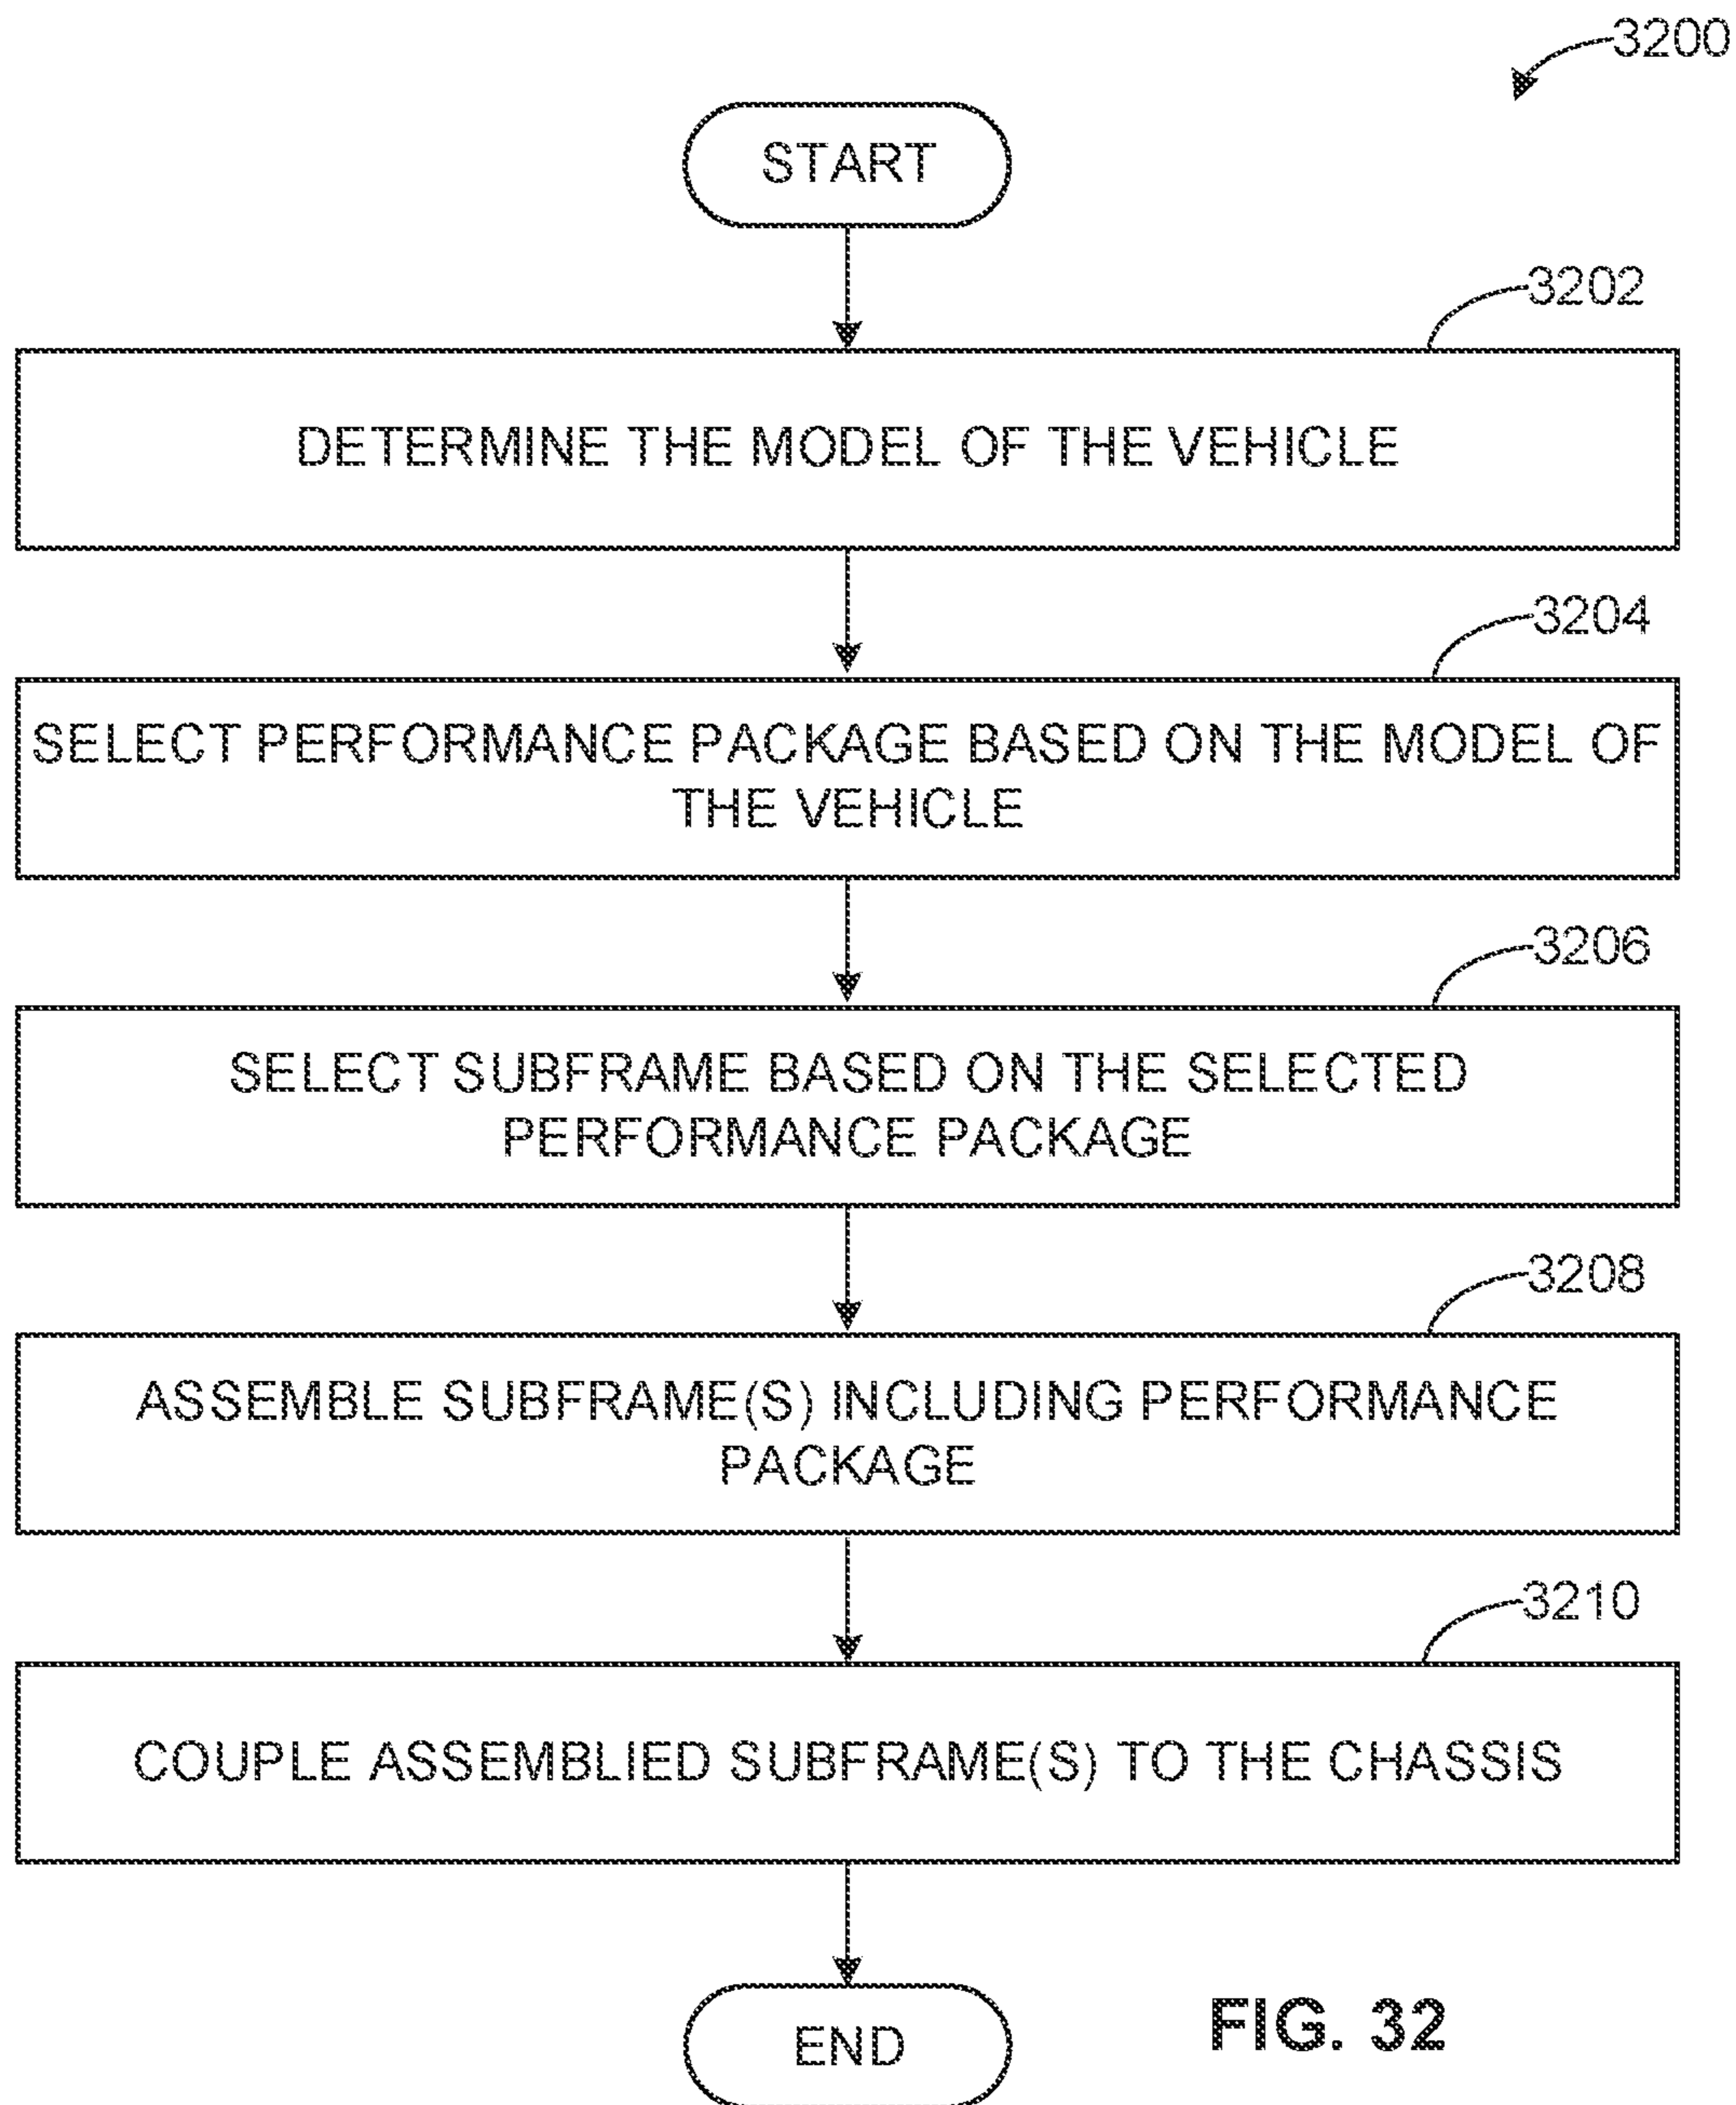 3200
START
3202
DETERMINE THE MODEL OF THE VEHICLE
3204
SELECT PERFORMANCE PACKAGE BASED ON THE MODEL OF
THE VEHICLE
3206
SELECT SUBFRAME BASED ON THE SELECTED
PERFORMANCE PACKAGE
3208
ASSEMBLE SUBFRAME(S) INCLUDING PERFORMANCE
PACKAGE
3210
COUPLE ASSEMBLIED SUBFRAME(S) TO THE CHASSIS
END
FIG. 32